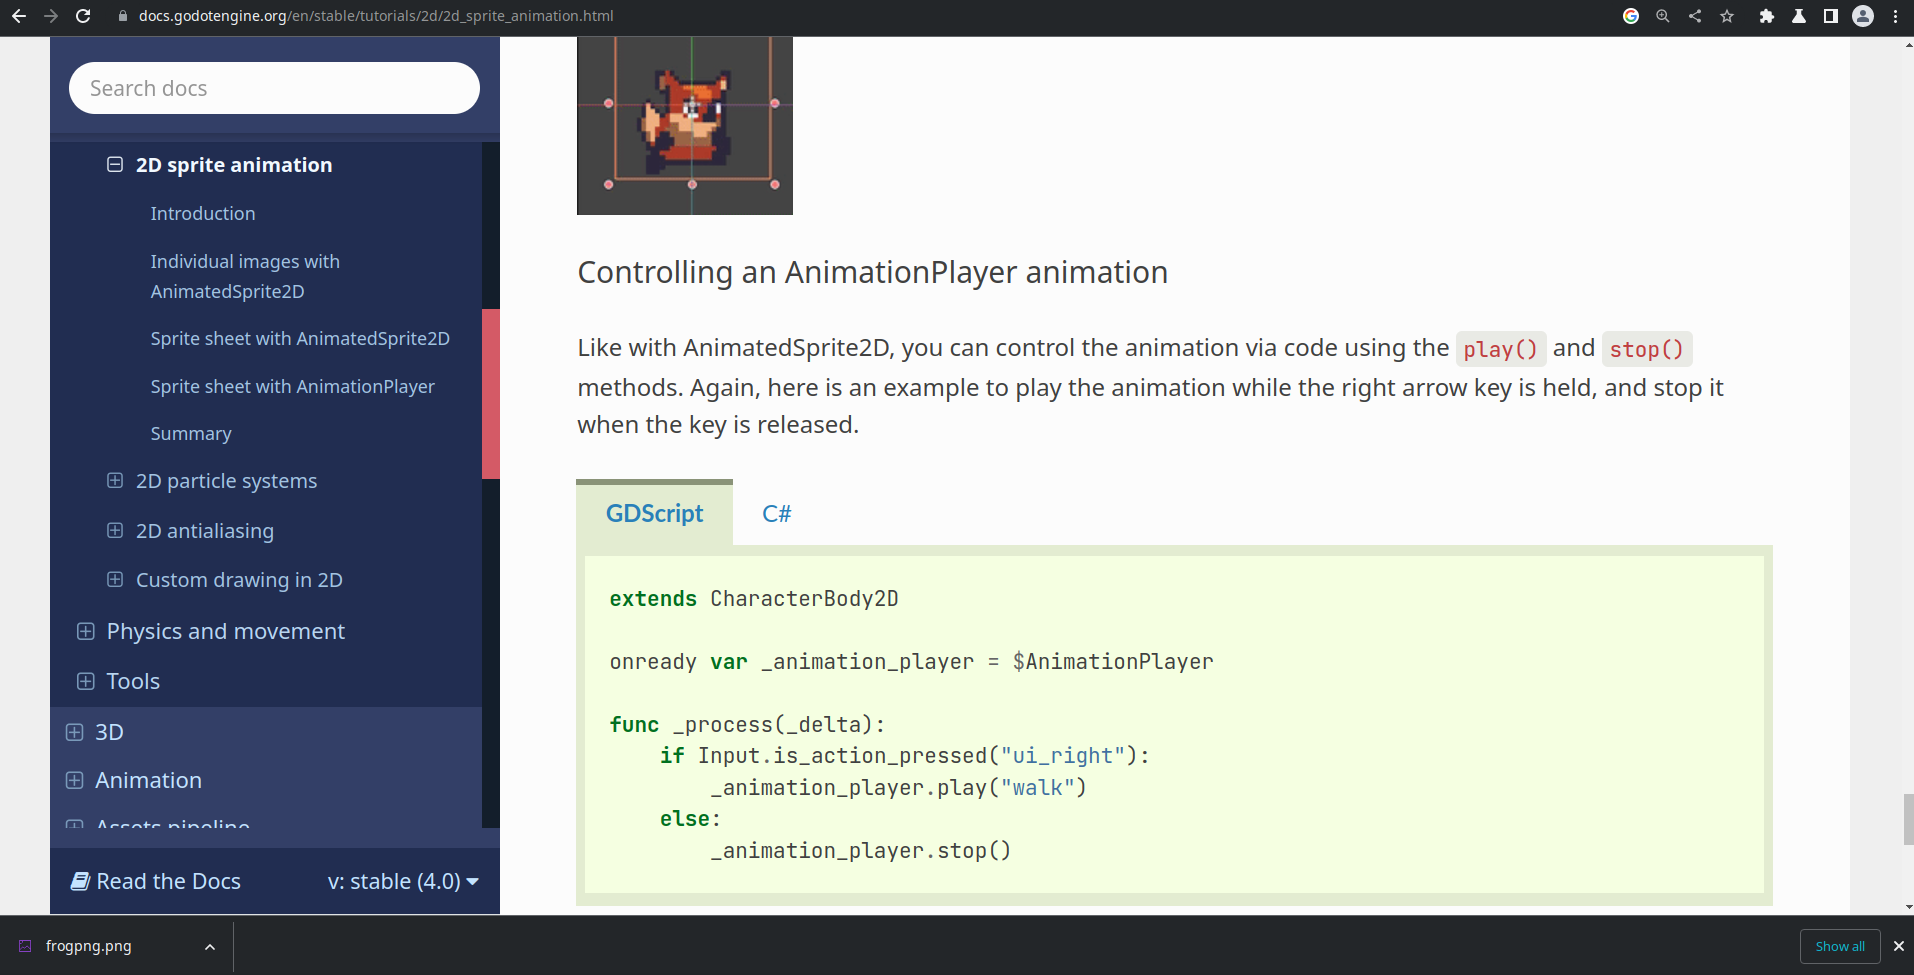 docs.godotengine.org/en/stable/tutorials/2d/2d_sprite_animation.html
Search docs
2D sprite animation
Introduction
Individual images with
AnimatedSprite2D
Sprite sheet with AnimatedSprite2D
Sprite sheet with AnimationPlayer
Summary
2D particle systems
2D antialiasing
Custom drawing in 2D
Physics and movement
Tools
3D
Animation
Assets pipeline
Read the Docs
v: stable (4.0)
Controlling an AnimationPlayer animation
Like with AnimatedSprite2D, you can control the animation via code using the play() and stop()
methods. Again, here is an example to play the animation while the right arrow key is held, and stop it
when the key is released.
GDScript C#
extends CharacterBody2D
onready var _animation_player = $AnimationPlayer
func _process(_delta):
    if Input.is_action_pressed("ui_right"):
        _animation_player.play("walk")
    else:
        _animation_player.stop()
frogpng.png
Show all